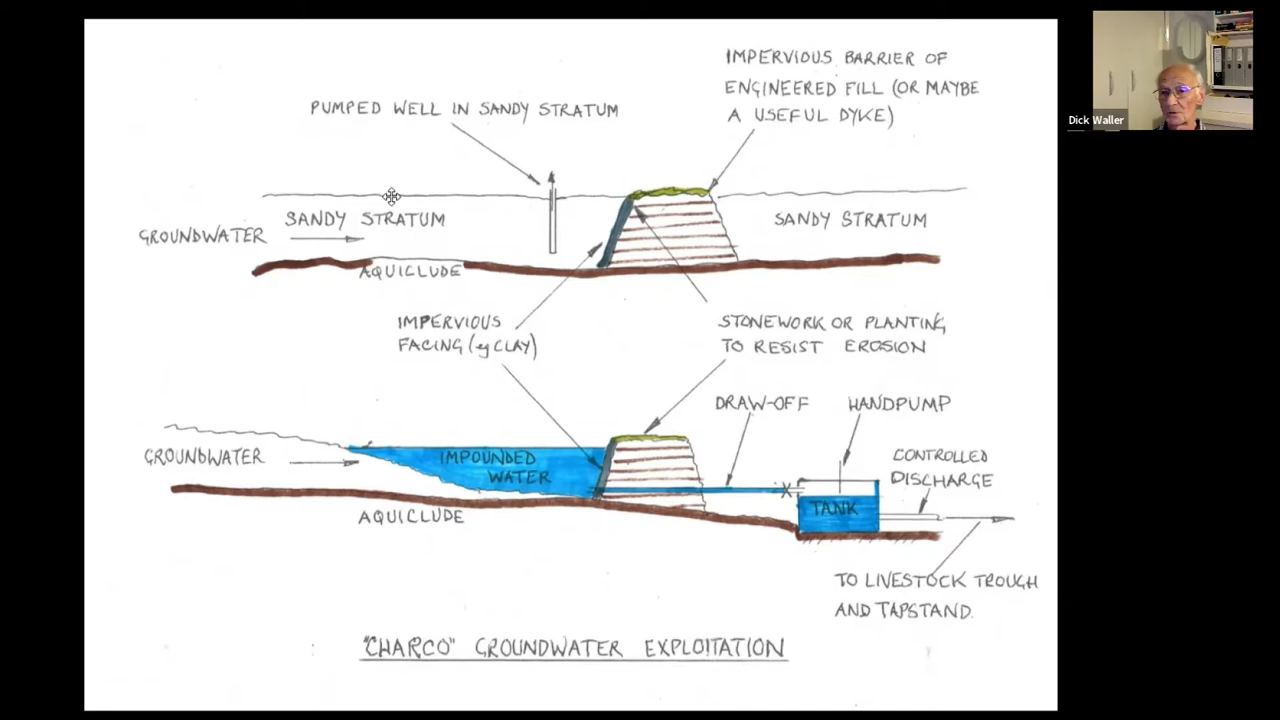 IMPERVIOUS BARRIER OF
ENGINEERED FILL (OR MAYBE
A USEFUL DYKE)
PUMPED WELL IN SANDY STRATUM
Dick Waller
SANDY STRATUM
SANDY STRATUM
GROUNDWATER
AQUICLUDE
IMPERVIOUS
FACING (eg CLAY)
STONEWORK OR PLANTING
TO RESIST EROSION
DRAW-OFF
HANDPUMP
GROUNDWATER
IMPOUNDED
WATER
CONTROLLED
DISCHARGE
TANK
AQUICLUDE
TO LIVESTOCK TROUGH
AND TAPSTAND.
"CHARCO" GROUNDWATER EXPLOITATION